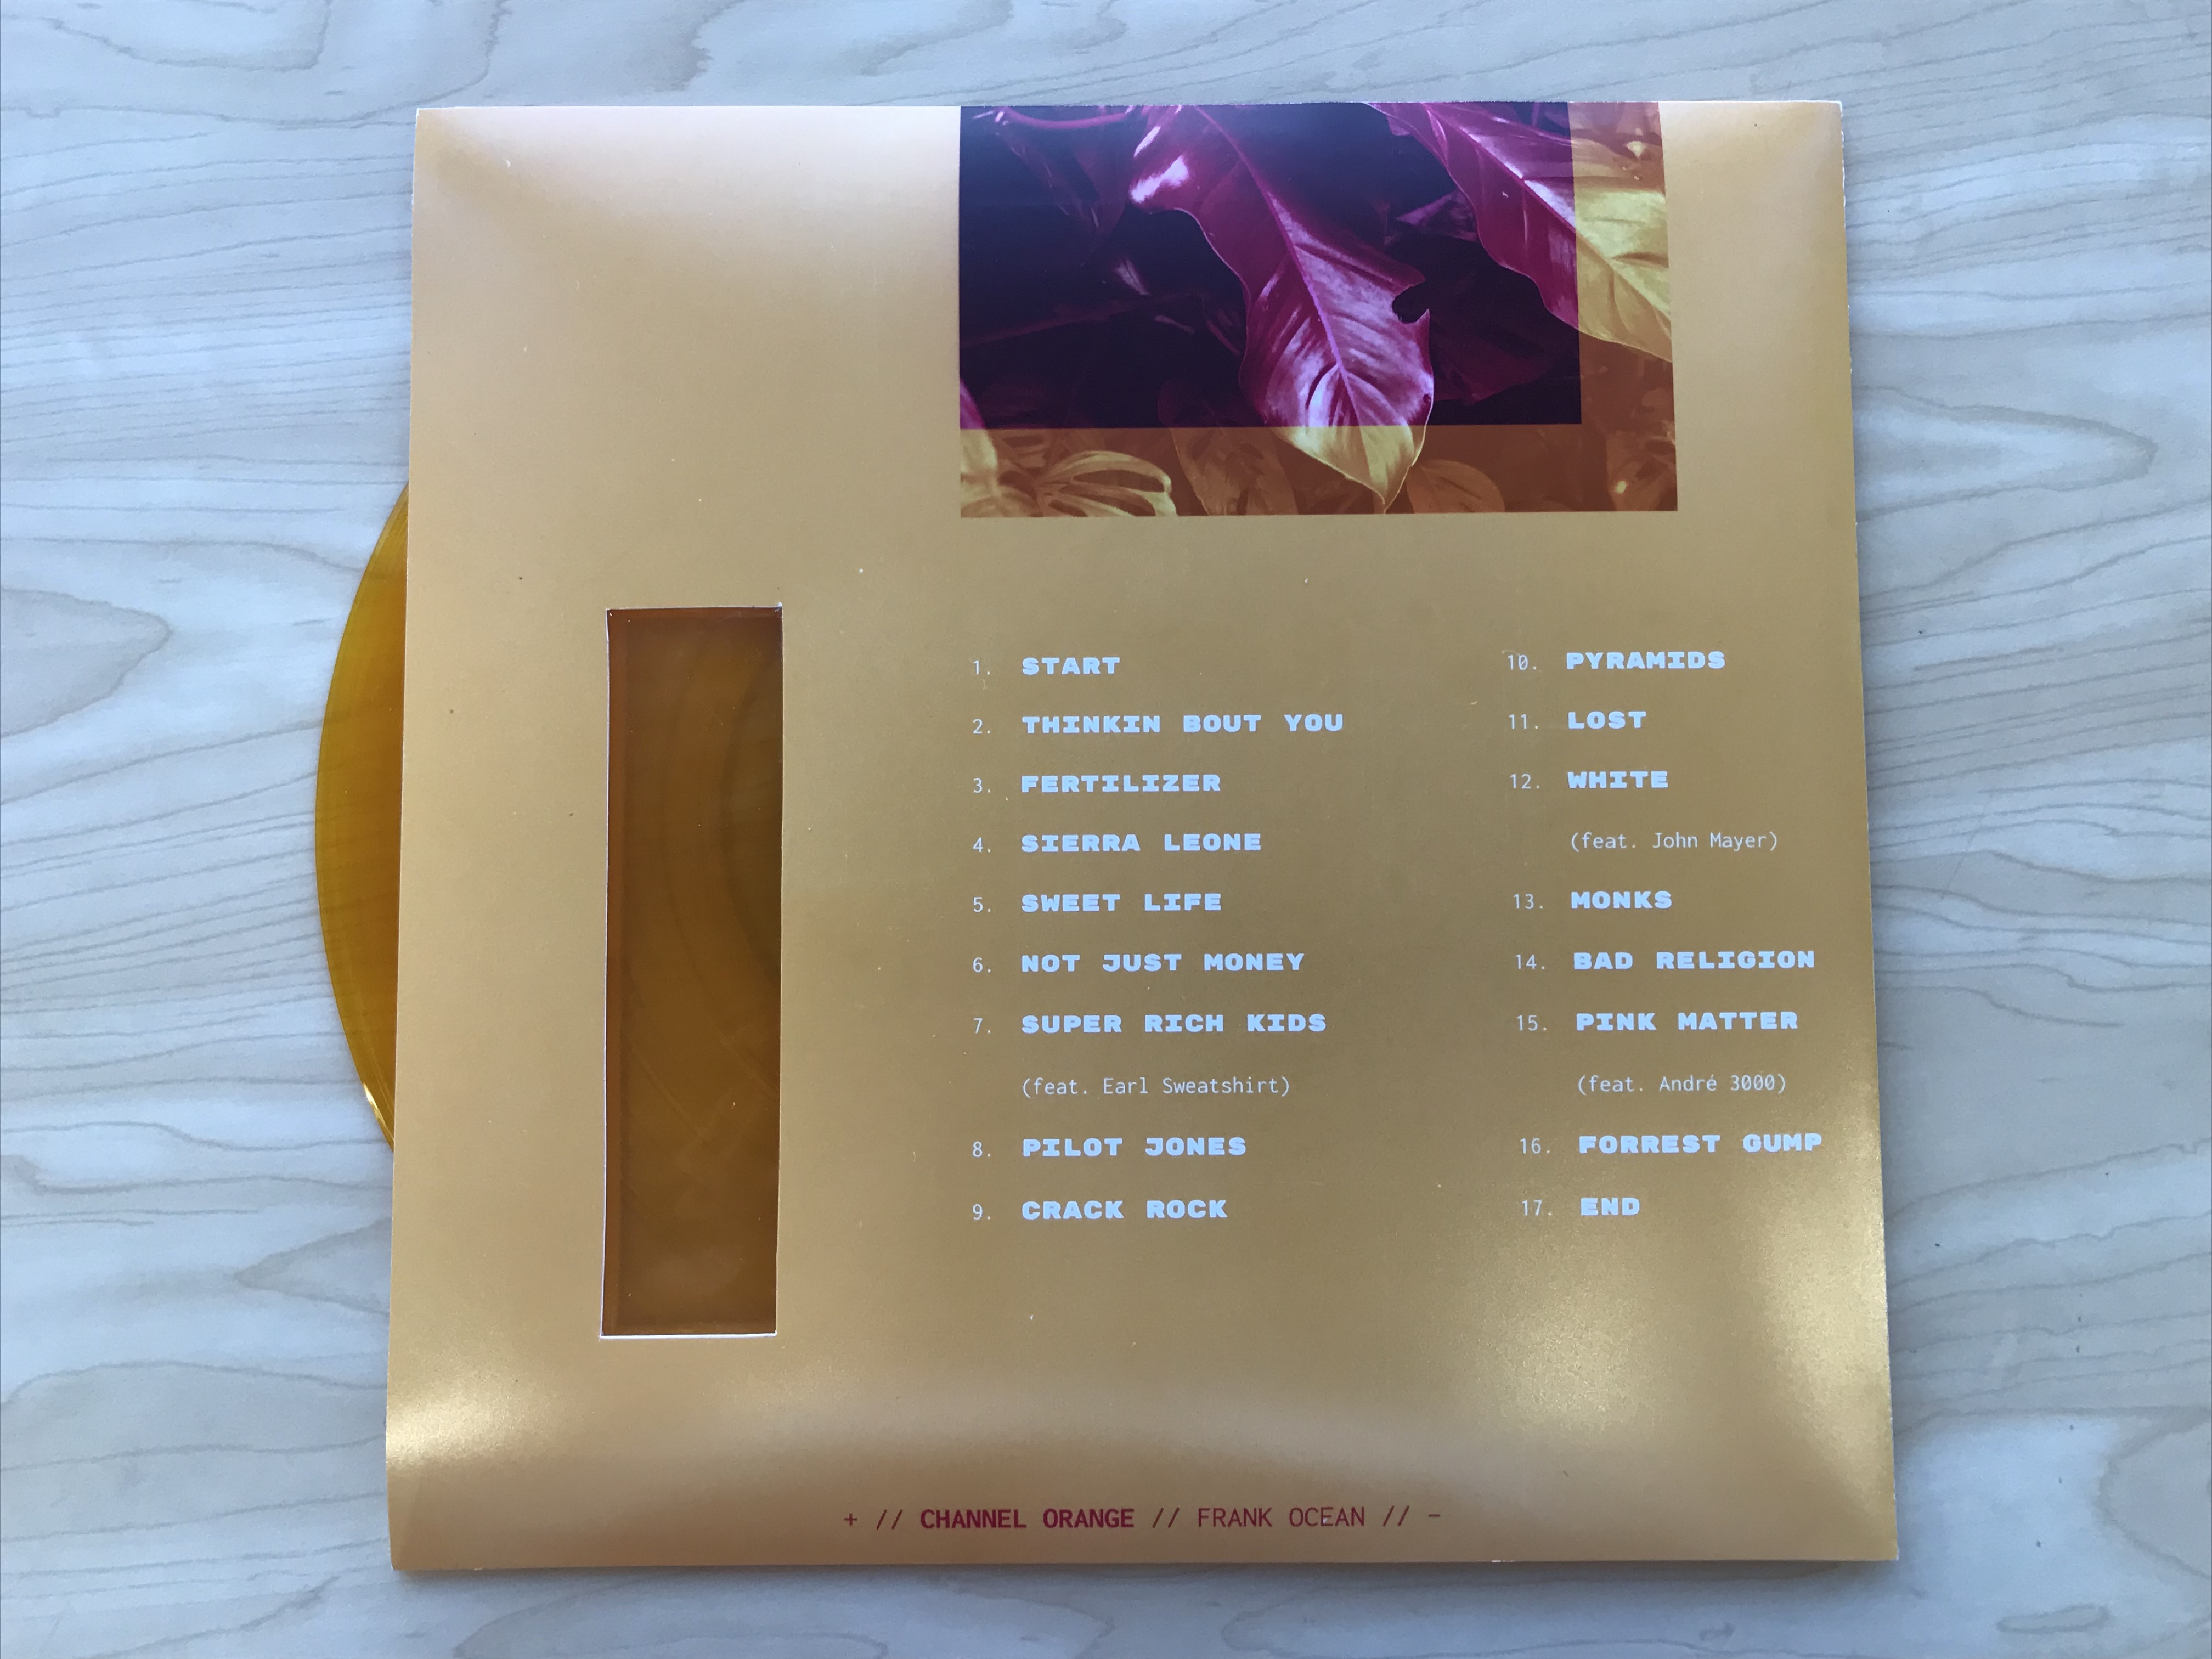 1. START
2. THINKIN BOUT YOU
3. FERTILIZER
4. SIERRA LEONE
5. SWEET LIFE
6. NOT JUST MONEY
7. SUPER RICH KIDS
(feat. Earl Sweatshirt)
8. PILOT JONES
9. CRACK ROCK
10. PYRAMIDS
11. LOST
12. WHITE
(feat. John Mayer)
13. MONKS
14. BAD RELIGION
15. PINK MATTER
(feat. André 3000)
16. FORREST GUMP
17. END
+ // CHANNEL ORANGE // FRANK OCEAN // −